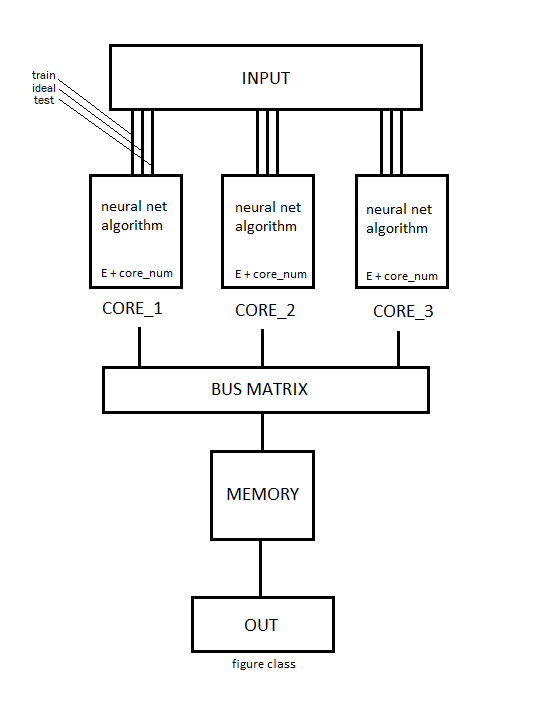 INPUT
train
ideal
test
neural net
algorithm
E + core_num
CORE_1
neural net
algorithm
E + core_num
CORE_2
neural net
algorithm
E + core_num
CORE_3
BUS MATRIX
MEMORY
OUT
figure class